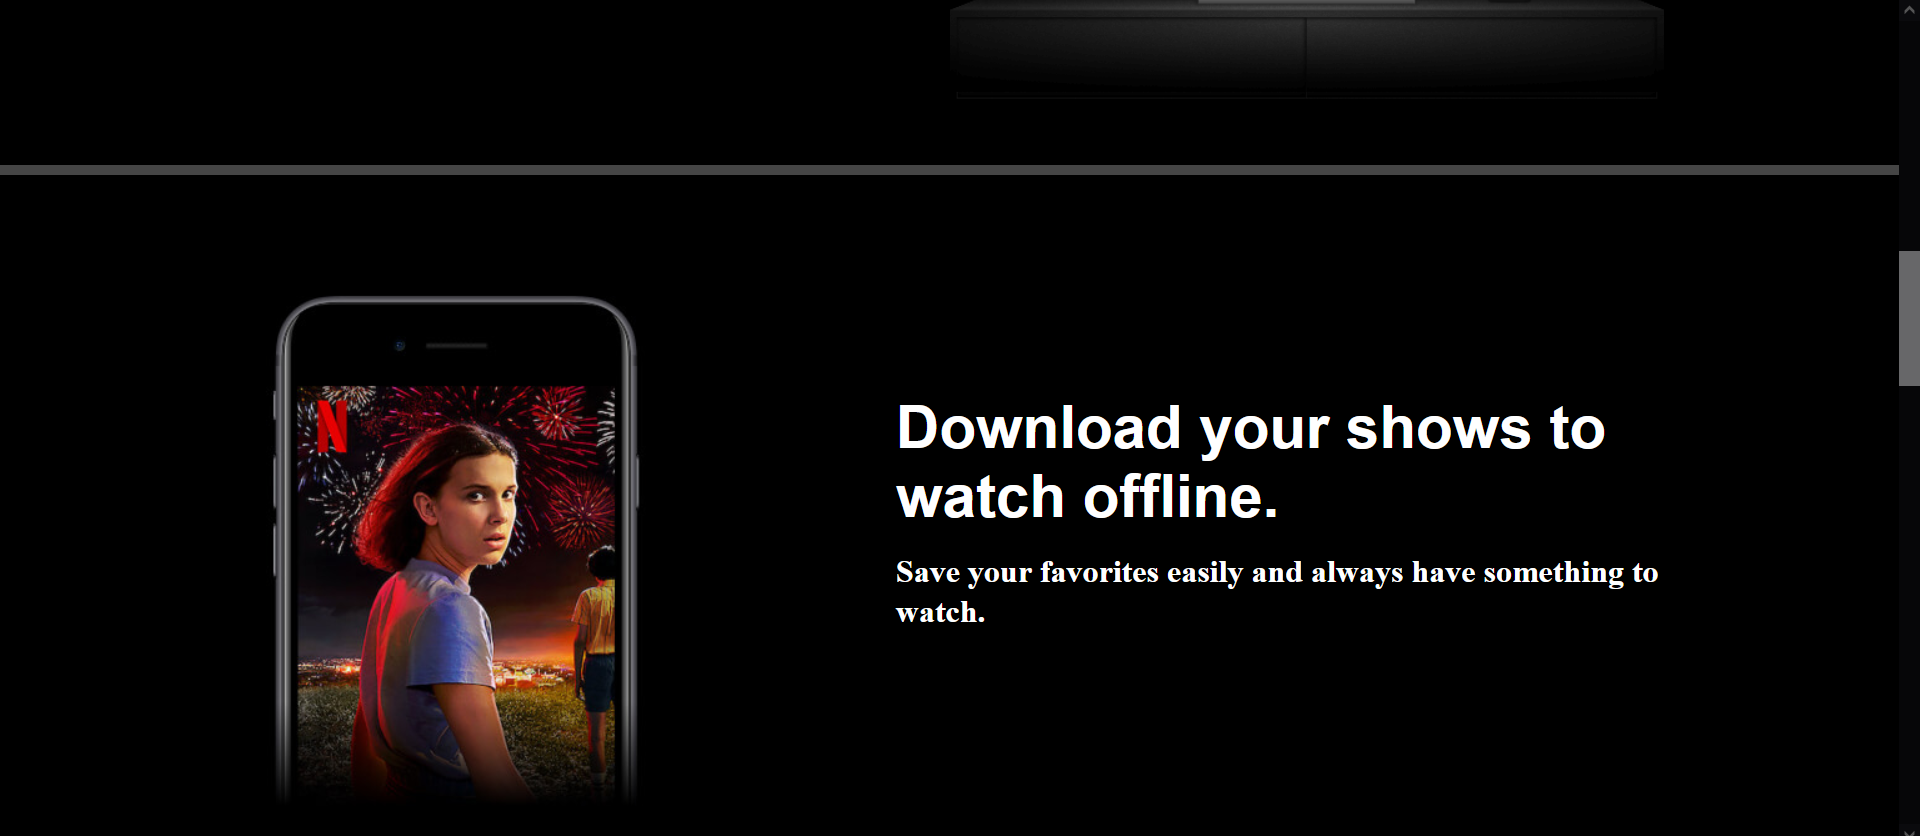 N
Download your shows to
watch offline.
Save your favorites easily and always have something to
watch.